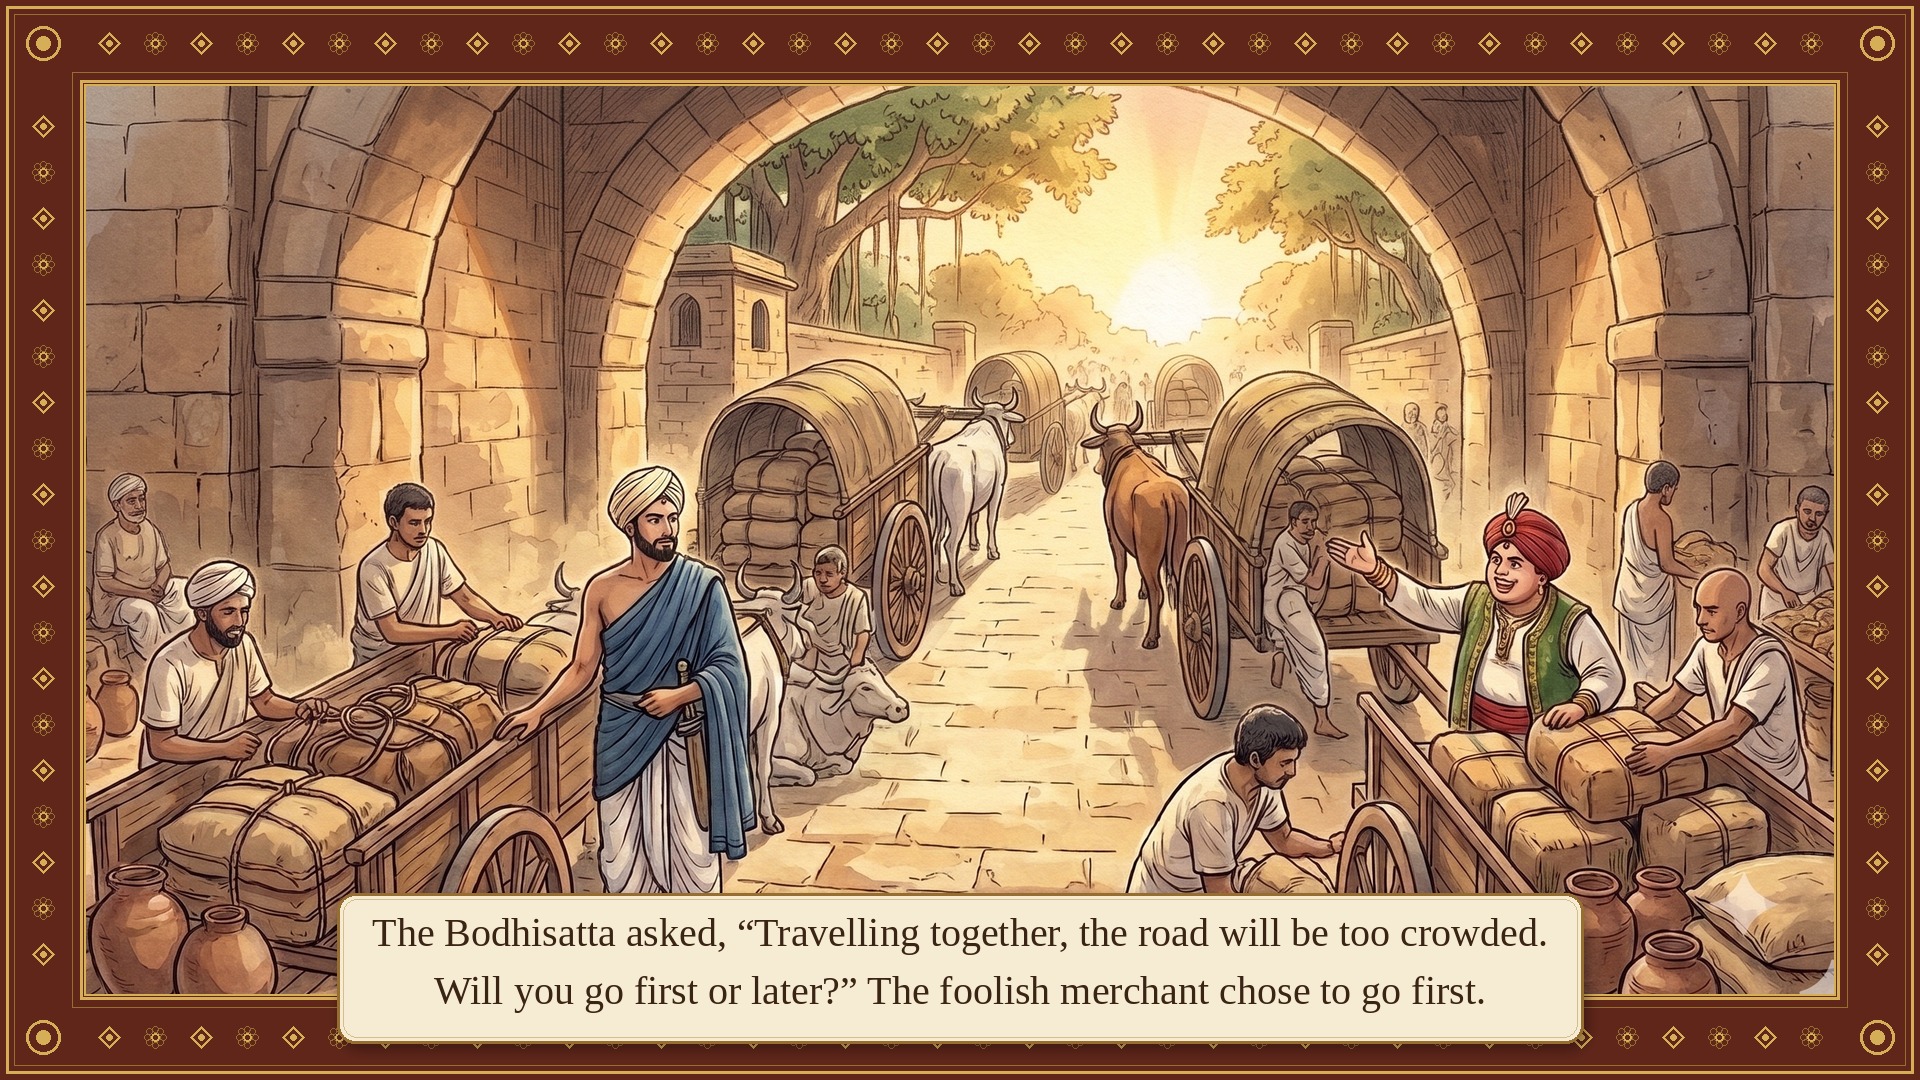 The Bodhisatta asked, “Travelling together, the road will be too crowded.
Will you go first or later?” The foolish merchant chose to go first.